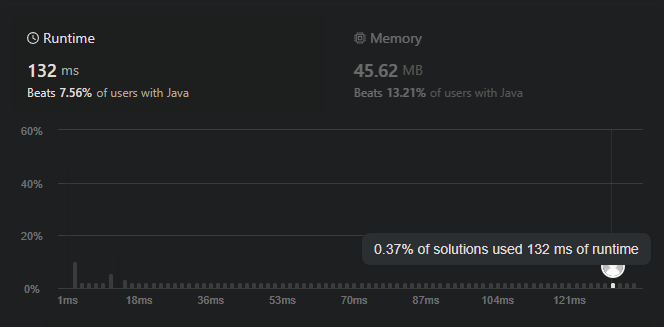 Runtime
132 ms
Beats 7.56% of users with Java
Memory
45.62 MB
Beats 13.21% of users with Java
60%
40%
20%
0%
0.37% of solutions used 132 ms of runtime
1ms 18ms 36ms 53ms 70ms 87ms 104ms 121ms